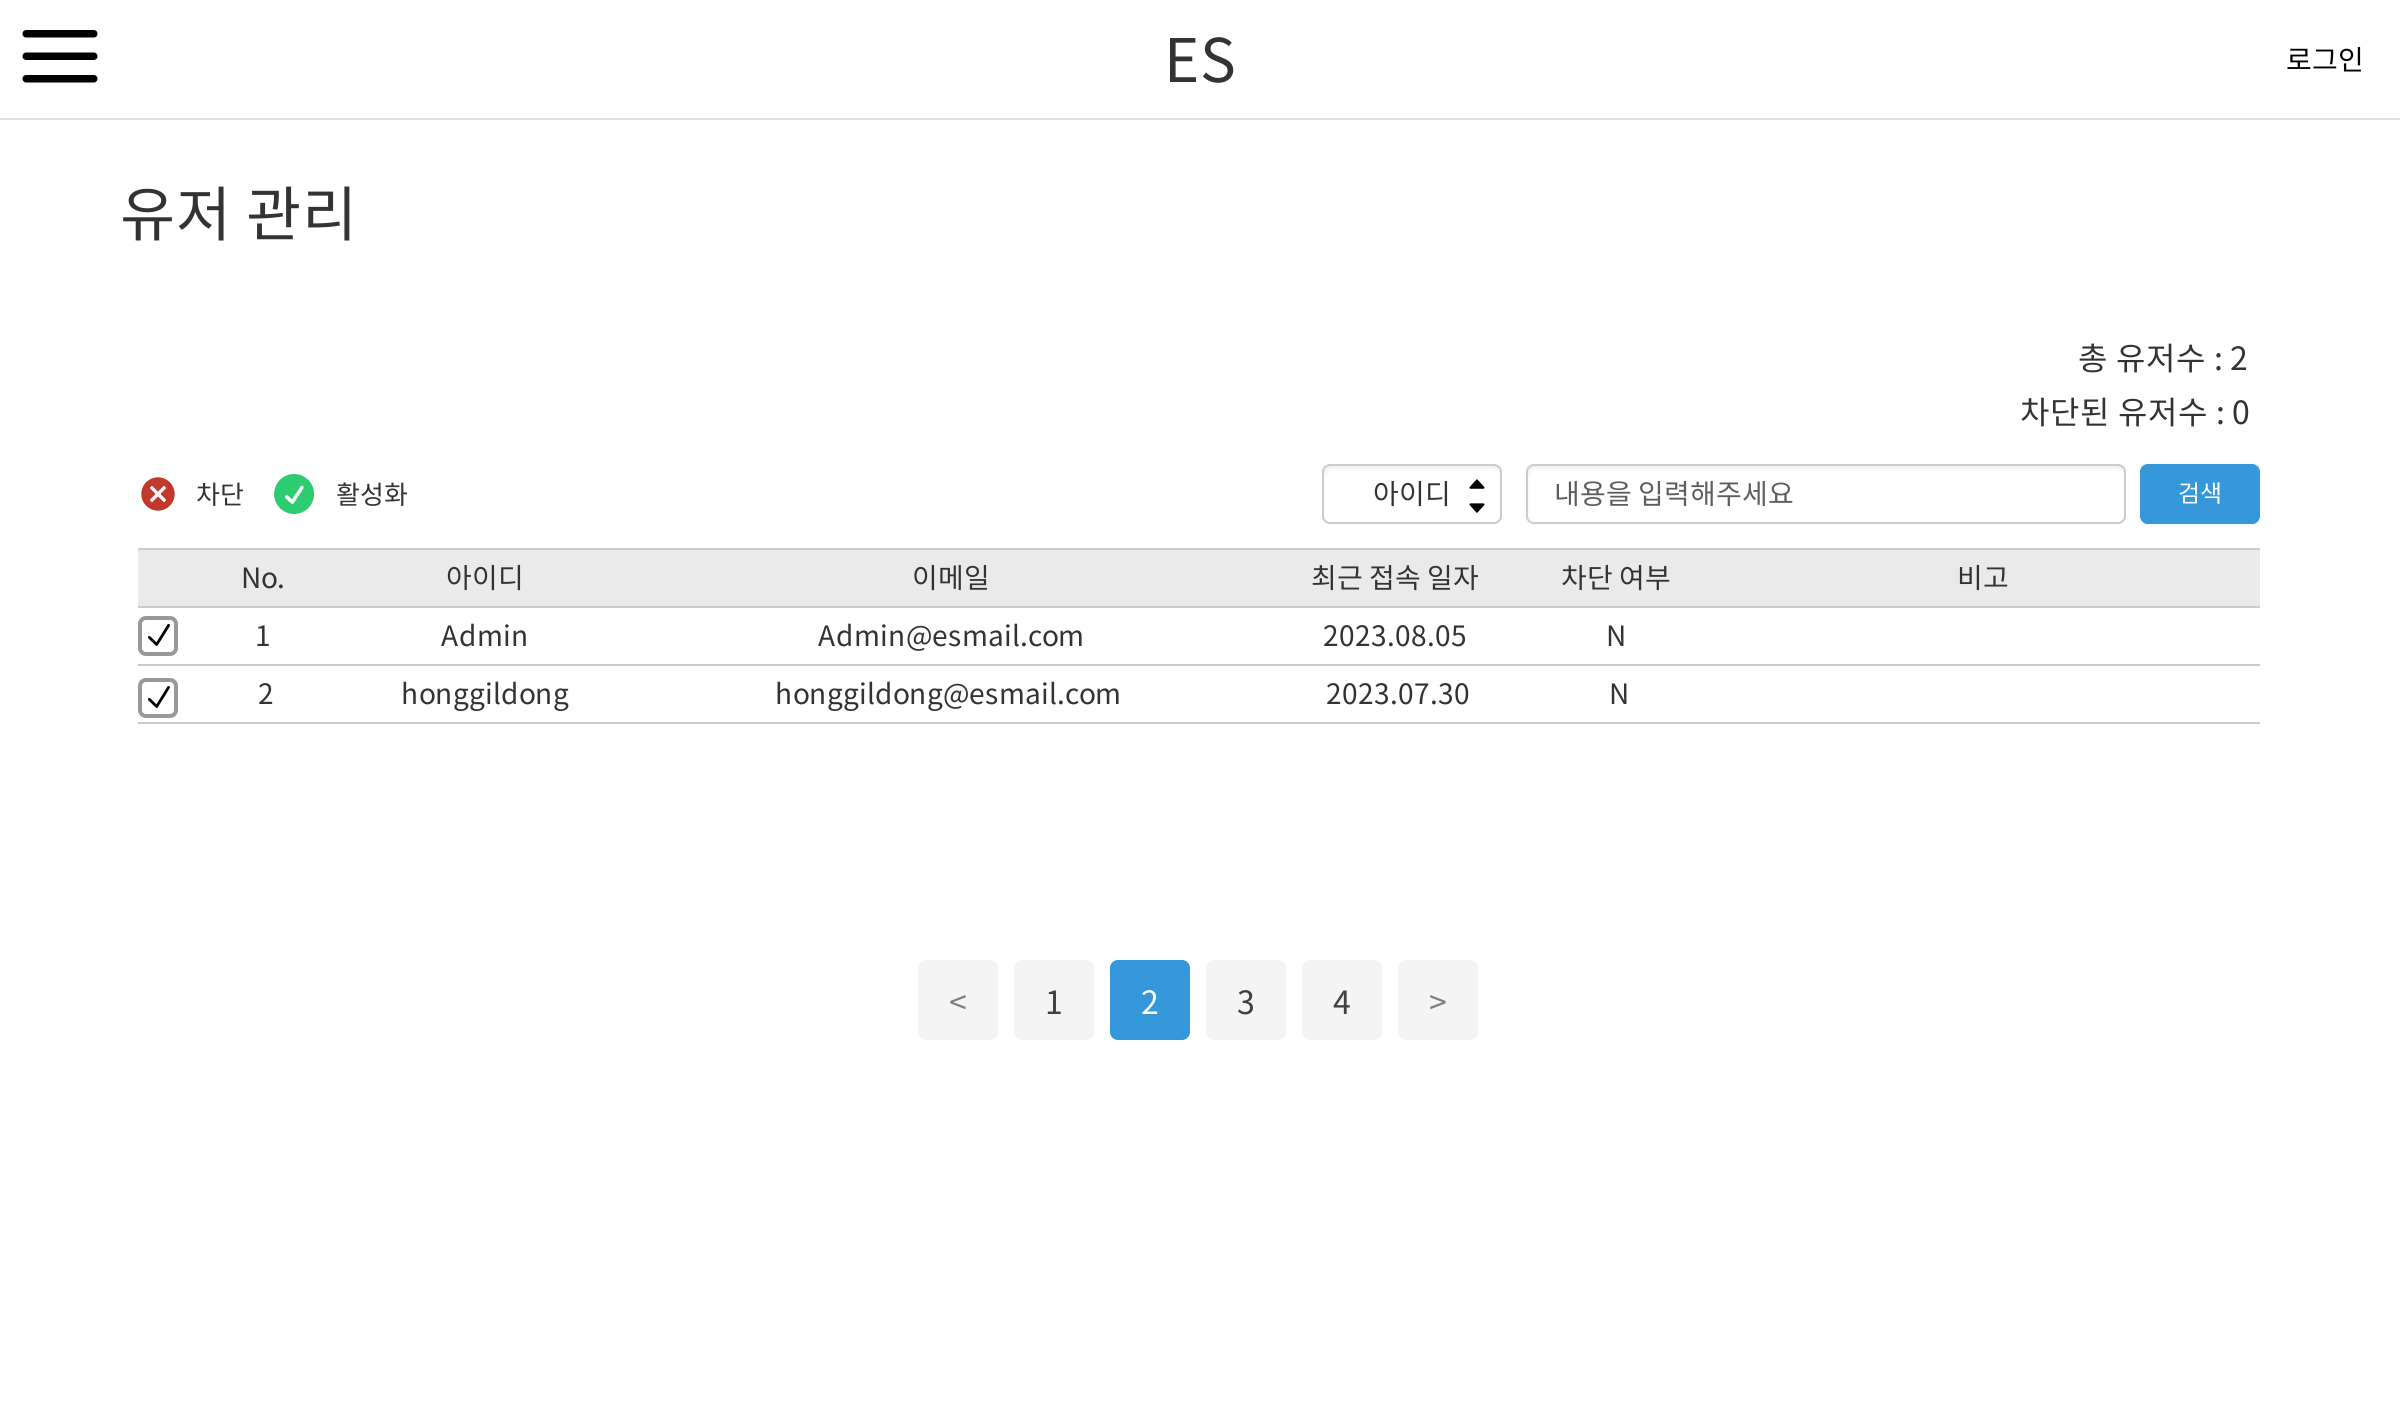 ES
로그인
유저 관리
총 유저수 : 2
차단된 유저수 : 0
차단 활성화 아이디 내용을 입력해주세요 검색
No. 아이디 이메일 최근 접속 일자 차단 여부 비고
1 Admin Admin@esmail.com 2023.08.05 N
2 honggildong honggildong@esmail.com 2023.07.30 N
< 1 2 3 4 >